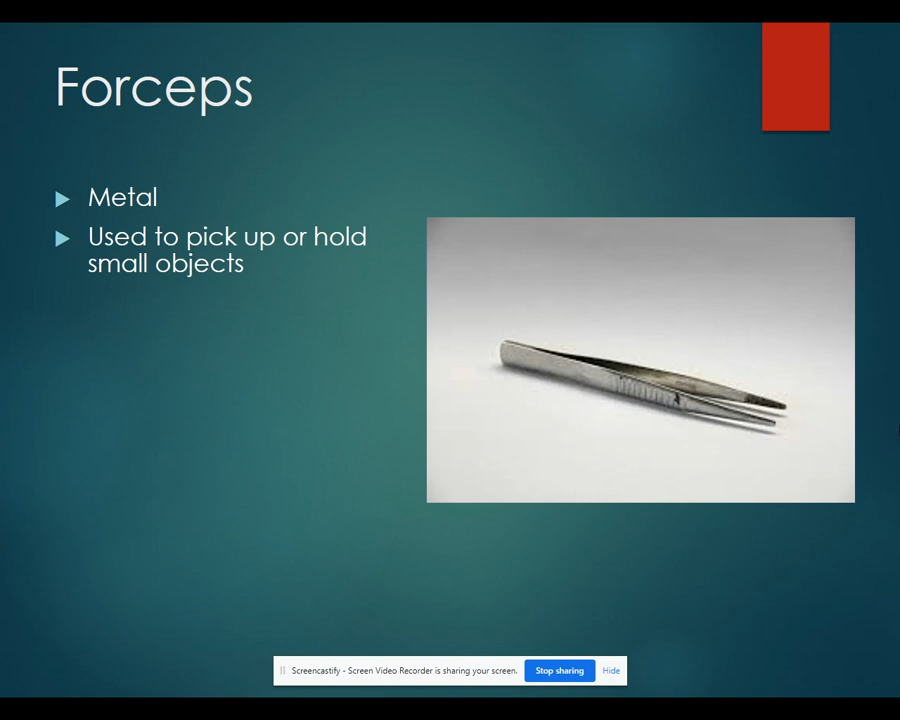 Forceps
Metal
Used to pick up or hold
small objects
Screencastify - Screen Video Recorder is sharing your screen.
Stop sharing
Hide